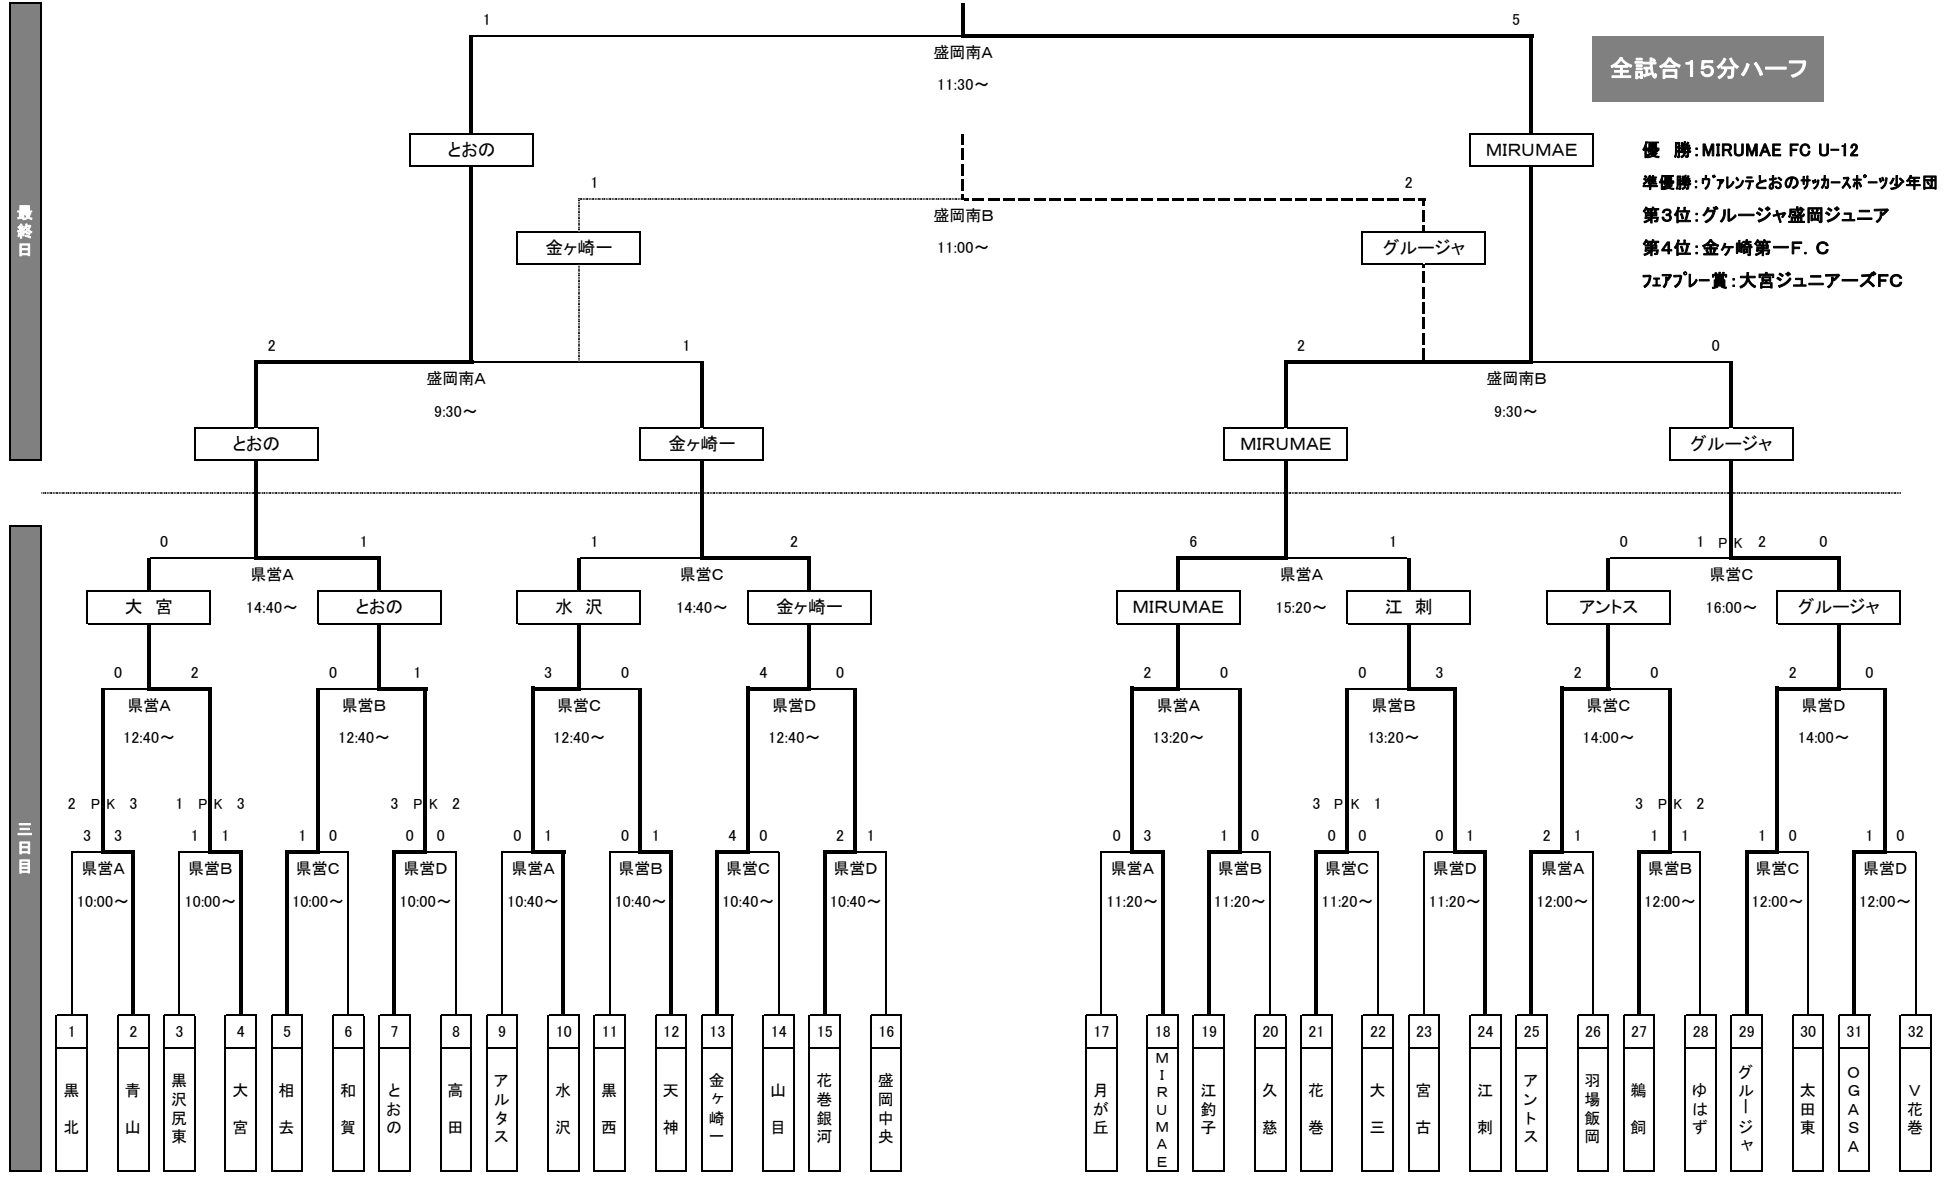 1
5
盛岡南A
11:30～
全試合15分ハーフ
とおの
MIRUMAE
優　勝：MIRUMAE FC U-12
準優勝：ヴァレンテとおのサッカースポーツ少年団
第3位：グルージャ盛岡ジュニア
第4位：金ヶ崎第一F．C
フェアプレー賞：大宮ジュニアーズFC
1
2
盛岡南B
11:00～
金ヶ崎一
グルージャ
最終日
2
1
2
0
盛岡南A
盛岡南B
9:30～
9:30～
とおの
金ヶ崎一
MIRUMAE
グルージャ
三日目
0 1 1 2 6 1 0 1 PK 2 0
県営A 県営C 県営A 県営C
大　宮 14:40～ とおの 水　沢 14:40～ 金ヶ崎一 MIRUMAE 15:20～ 江　刺 アントス 16:00～ グルージャ
0 2 0 1 3 0 4 0 2 0 0 3 2 0 2 0
県営A 県営B 県営C 県営D 県営A 県営B 県営C 県営D
12:40～ 12:40～ 12:40～ 12:40～ 13:20～ 13:20～ 14:00～ 14:00～
2 PK 3 1 PK 3 3 PK 2 3 PK 1 3 PK 2
3 3 1 1 1 0 0 0 0 1 0 1 4 0 2 1 0 3 1 0 0 0 0 1 2 1 1 1 1 0 1 0
県営A 県営B 県営C 県営D 県営A 県営B 県営C 県営D 県営A 県営B 県営C 県営D 県営A 県営B 県営C 県営D
10:00～ 10:00～ 10:00～ 10:00～ 10:40～ 10:40～ 10:40～ 10:40～ 11:20～ 11:20～ 11:20～ 11:20～ 12:00～ 12:00～ 12:00～ 12:00～
1 2 3 4 5 6 7 8 9 10 11 12 13 14 15 16 17 18 19 20 21 22 23 24 25 26 27 28 29 30 31 32
黒北
青山
黒沢尻東
大宮
相去
和賀
とおの
高田
アルタス
水沢
黒西
天神
金ヶ崎一
山目
花巻銀河
盛岡中央
月が丘
MIRUMAE
江釣子
久慈
花巻
大三
宮古
江刺
アントス
羽場飯岡
鵜飼
ゆはず
グルージャ
太田東
OGASA
V花巻